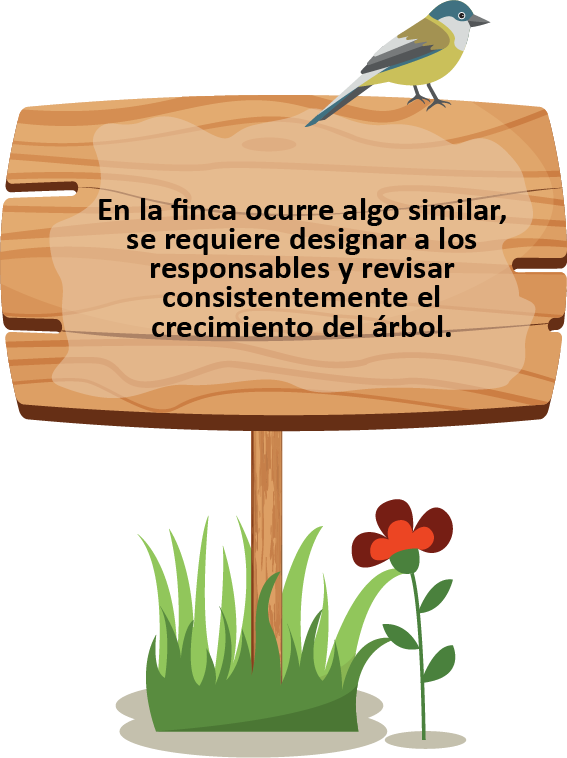 En la finca ocurre algo similar,
se requiere designar a los
responsables y revisar
consistentemente el
crecimiento del árbol.